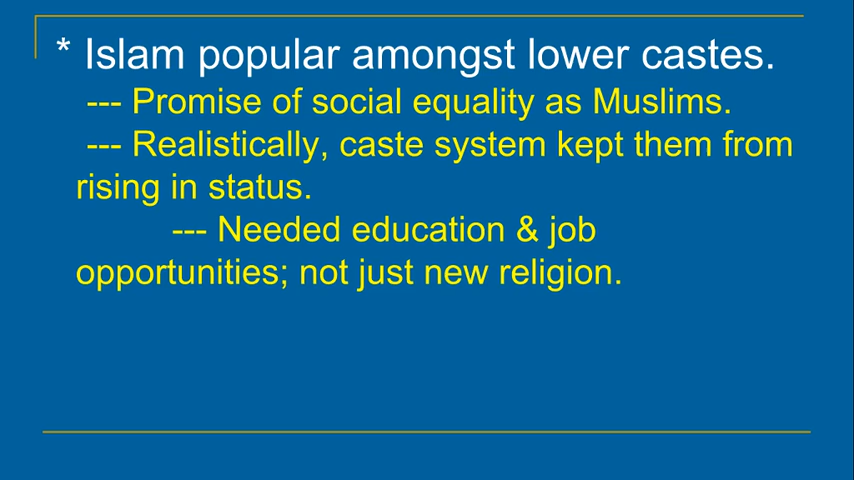 * Islam popular amongst lower castes.
--- Promise of social equality as Muslims.
--- Realistically, caste system kept them from
rising in status.
--- Needed education & job
opportunities; not just new religion.